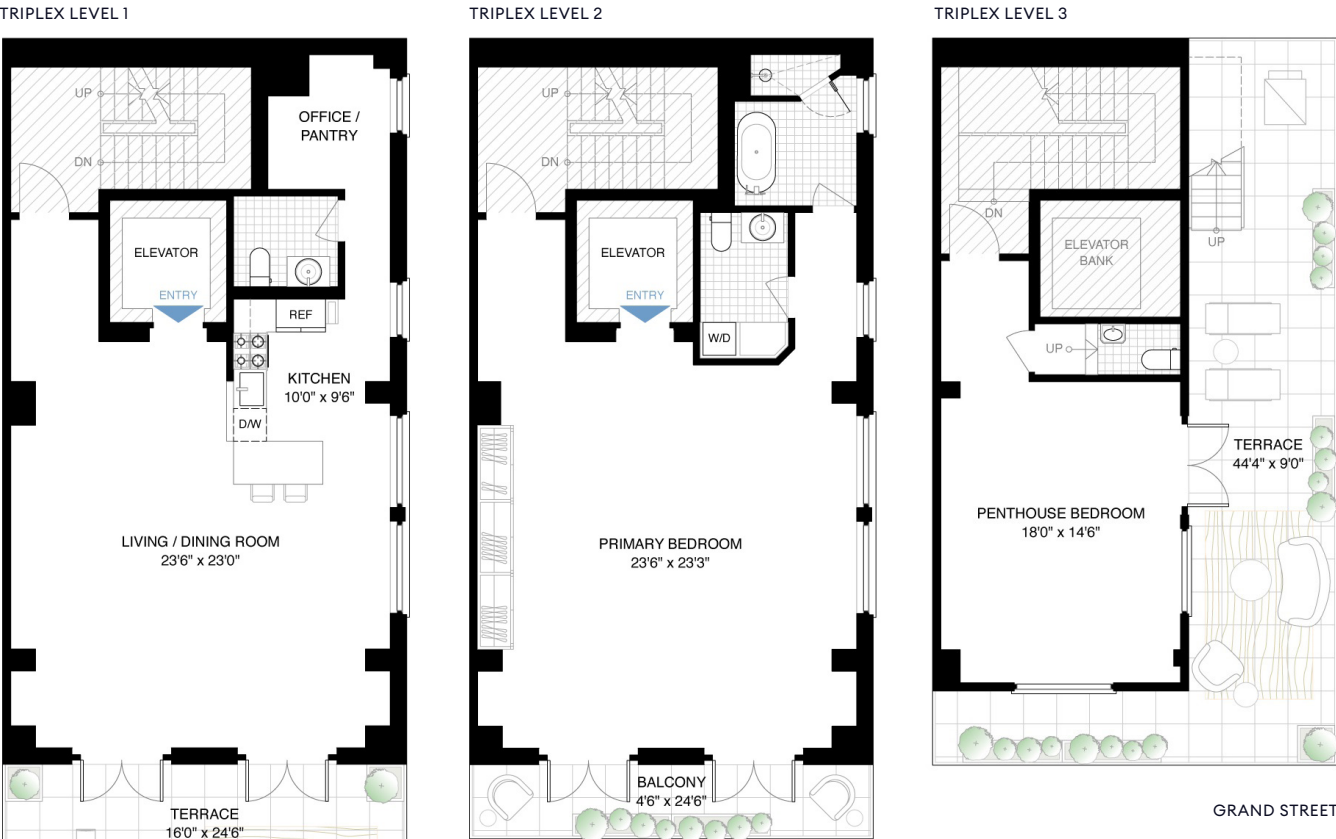 TRIPLEX LEVEL 1
UP
DN
OFFICE /
PANTRY
ELEVATOR
ENTRY
REF
KITCHEN
10'0" x 9'6"
D/W
LIVING / DINING ROOM
23'6" x 23'0"
TERRACE
16'0" x 24'6"
TRIPLEX LEVEL 2
UP
DN
ELEVATOR
ENTRY
W/D
PRIMARY BEDROOM
23'6" x 23'3"
BALCONY
4'6" x 24'6"
TRIPLEX LEVEL 3
DN
UP
ELEVATOR
BANK
UP
TERRACE
44'4" x 9'0"
PENTHOUSE BEDROOM
18'0" x 14'6"
GRAND STREET